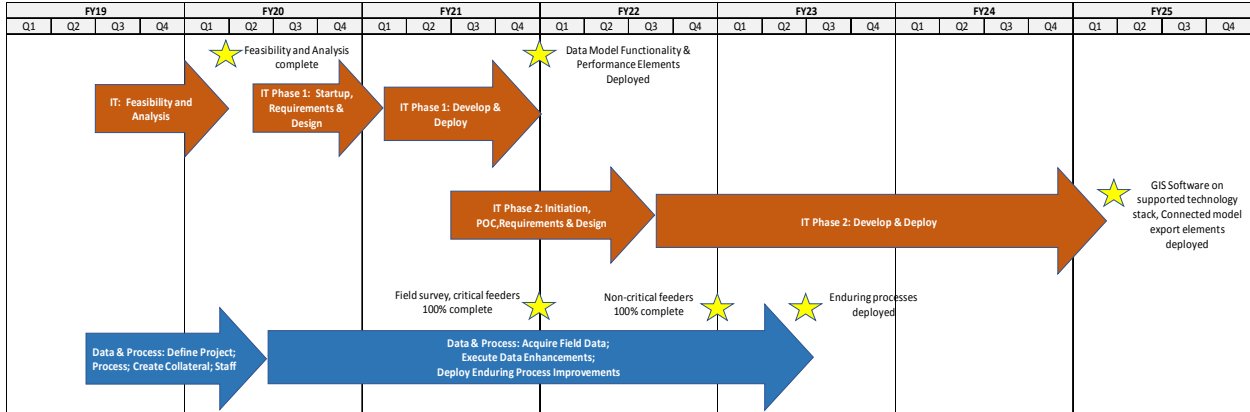 FY19 FY20 FY21 FY22 FY23 FY24 FY25
Q1 Q2 Q3 Q4 Q1 Q2 Q3 Q4 Q1 Q2 Q3 Q4 Q1 Q2 Q3 Q4 Q1 Q2 Q3 Q4 Q1 Q2 Q3 Q4 Q1 Q2 Q3 Q4
Feasibility and Analysis
complete
Data Model Functionality &
Performance Elements
Deployed
IT: Feasibility and
Analysis
IT Phase 1: Startup,
Requirements &
Design
IT Phase 1: Develop &
Deploy
IT Phase 2: Initiation,
POC,Requirements & Design
IT Phase 2: Develop & Deploy
GIS Software on
supported technology
stack, Connected model
export elements
deployed
Field survey, critical feeders
100% complete
Non-critical feeders
100% complete
Enduring processes
deployed
Data & Process: Define Project;
Process; Create Collateral; Staff
Data & Process: Acquire Field Data;
Execute Data Enhancements;
Deploy Enduring Process Improvements